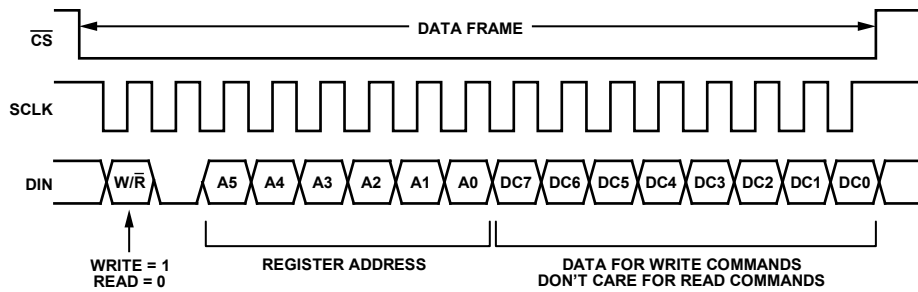 DATA FRAME
C̅S̅
SCLK
DIN W/R̅ A5 A4 A3 A2 A1 A0 DC7 DC6 DC5 DC4 DC3 DC2 DC1 DC0
WRITE = 1
READ = 0
REGISTER ADDRESS
DATA FOR WRITE COMMANDS
DON'T CARE FOR READ COMMANDS